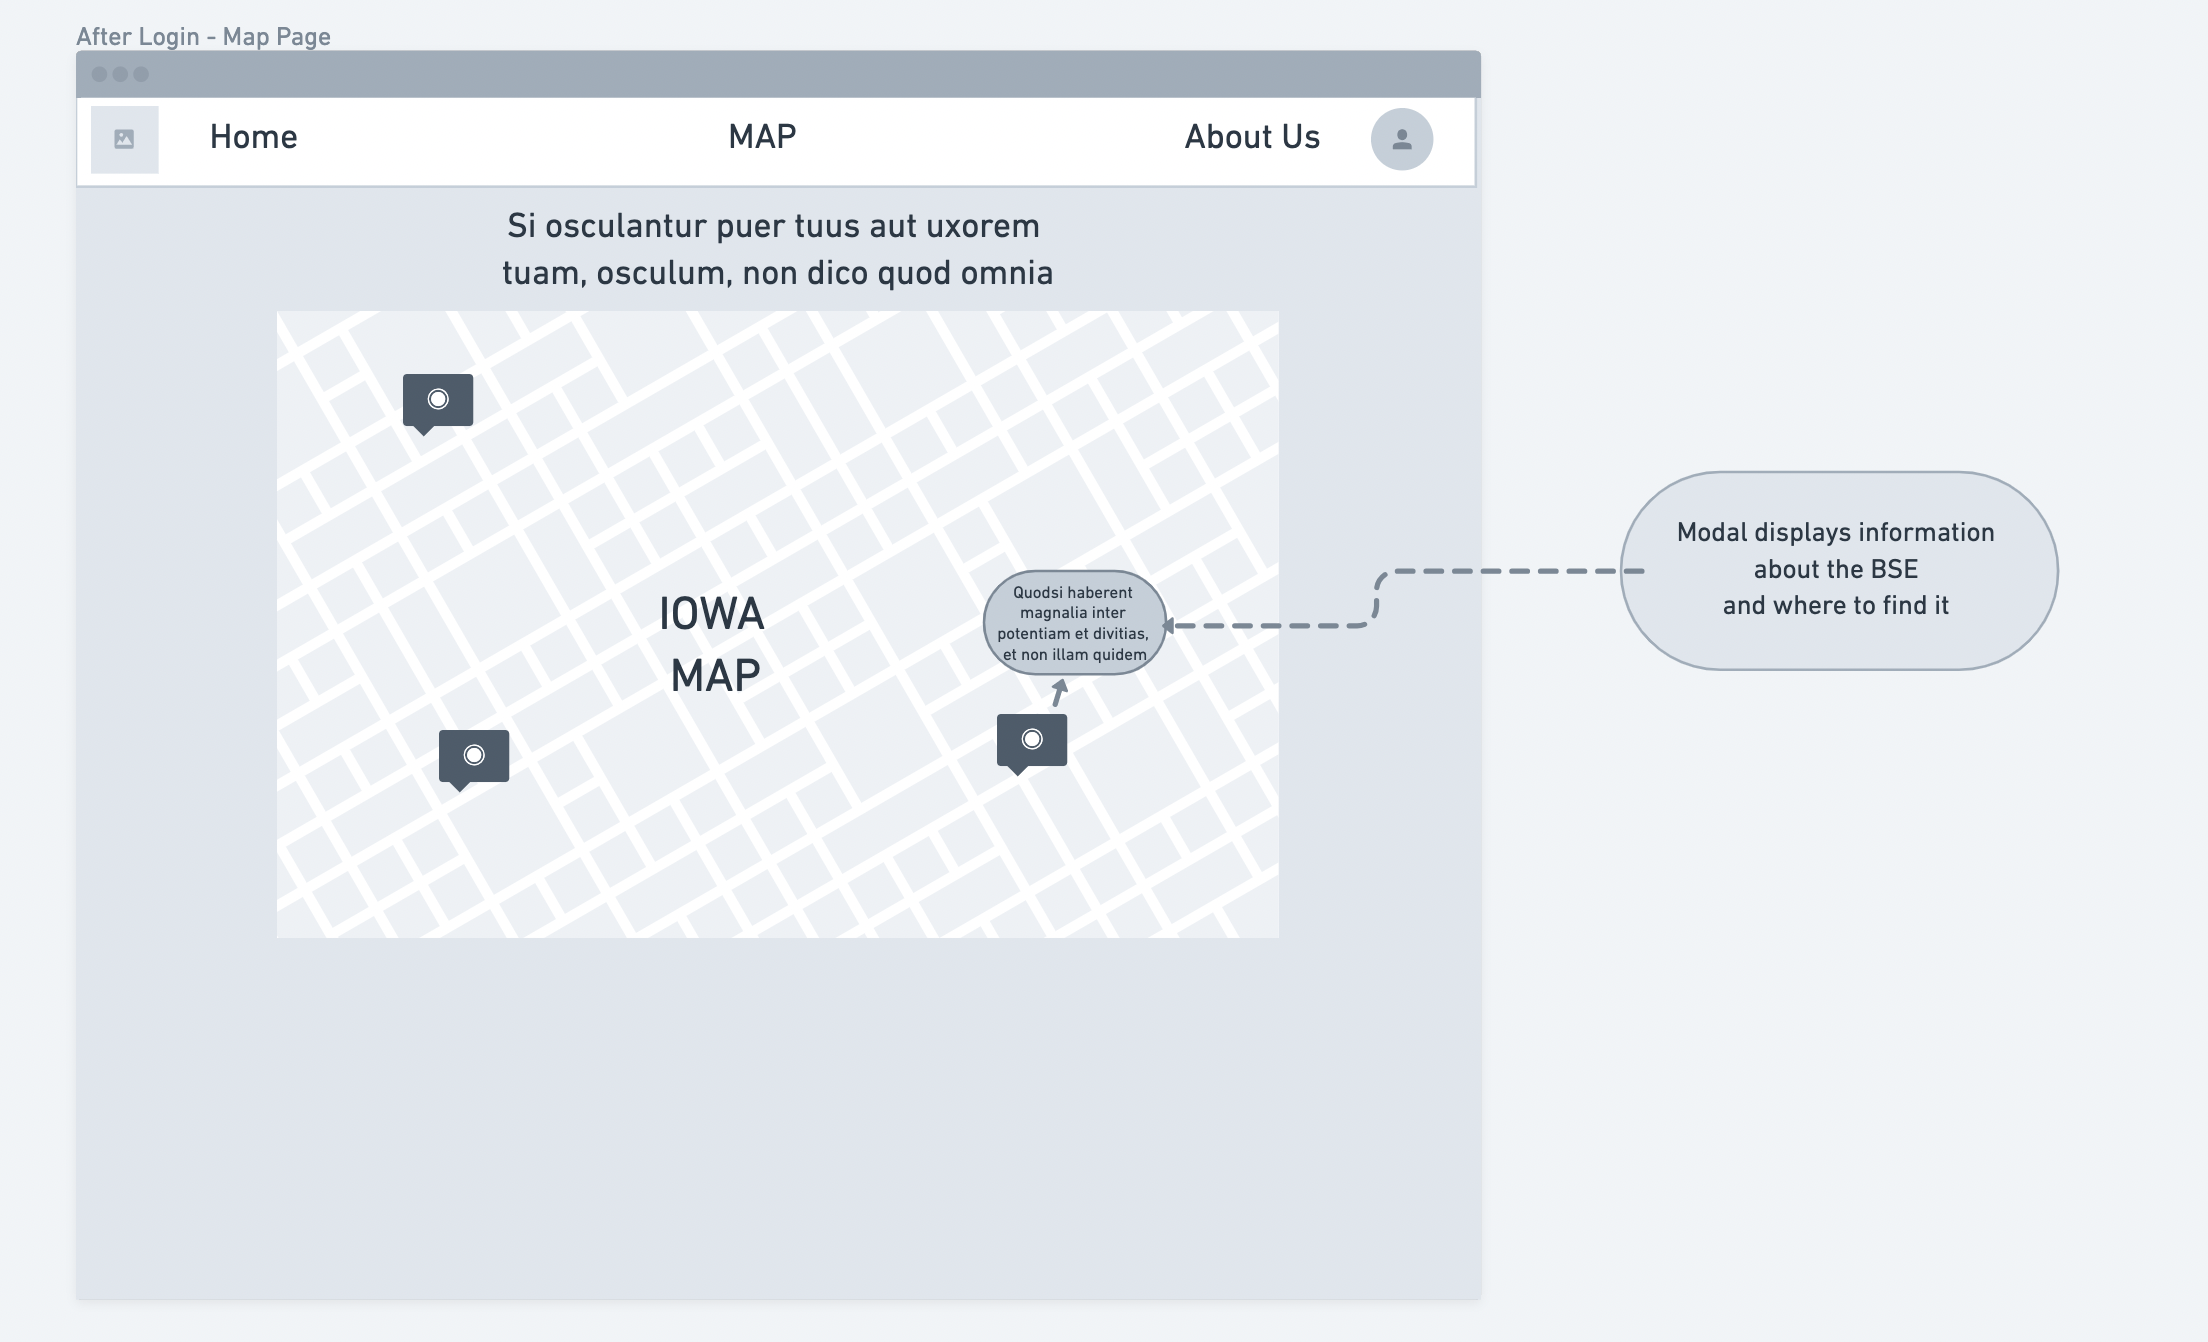 After Login - Map Page
Home
MAP
About Us
Si osculantur puer tuus aut uxorem
tuam, osculum, non dico quod omnia
IOWA
MAP
Quodsi haberent
magnalia inter
potentiam et divitias,
et non illam quidem
Modal displays information
about the BSE
and where to find it